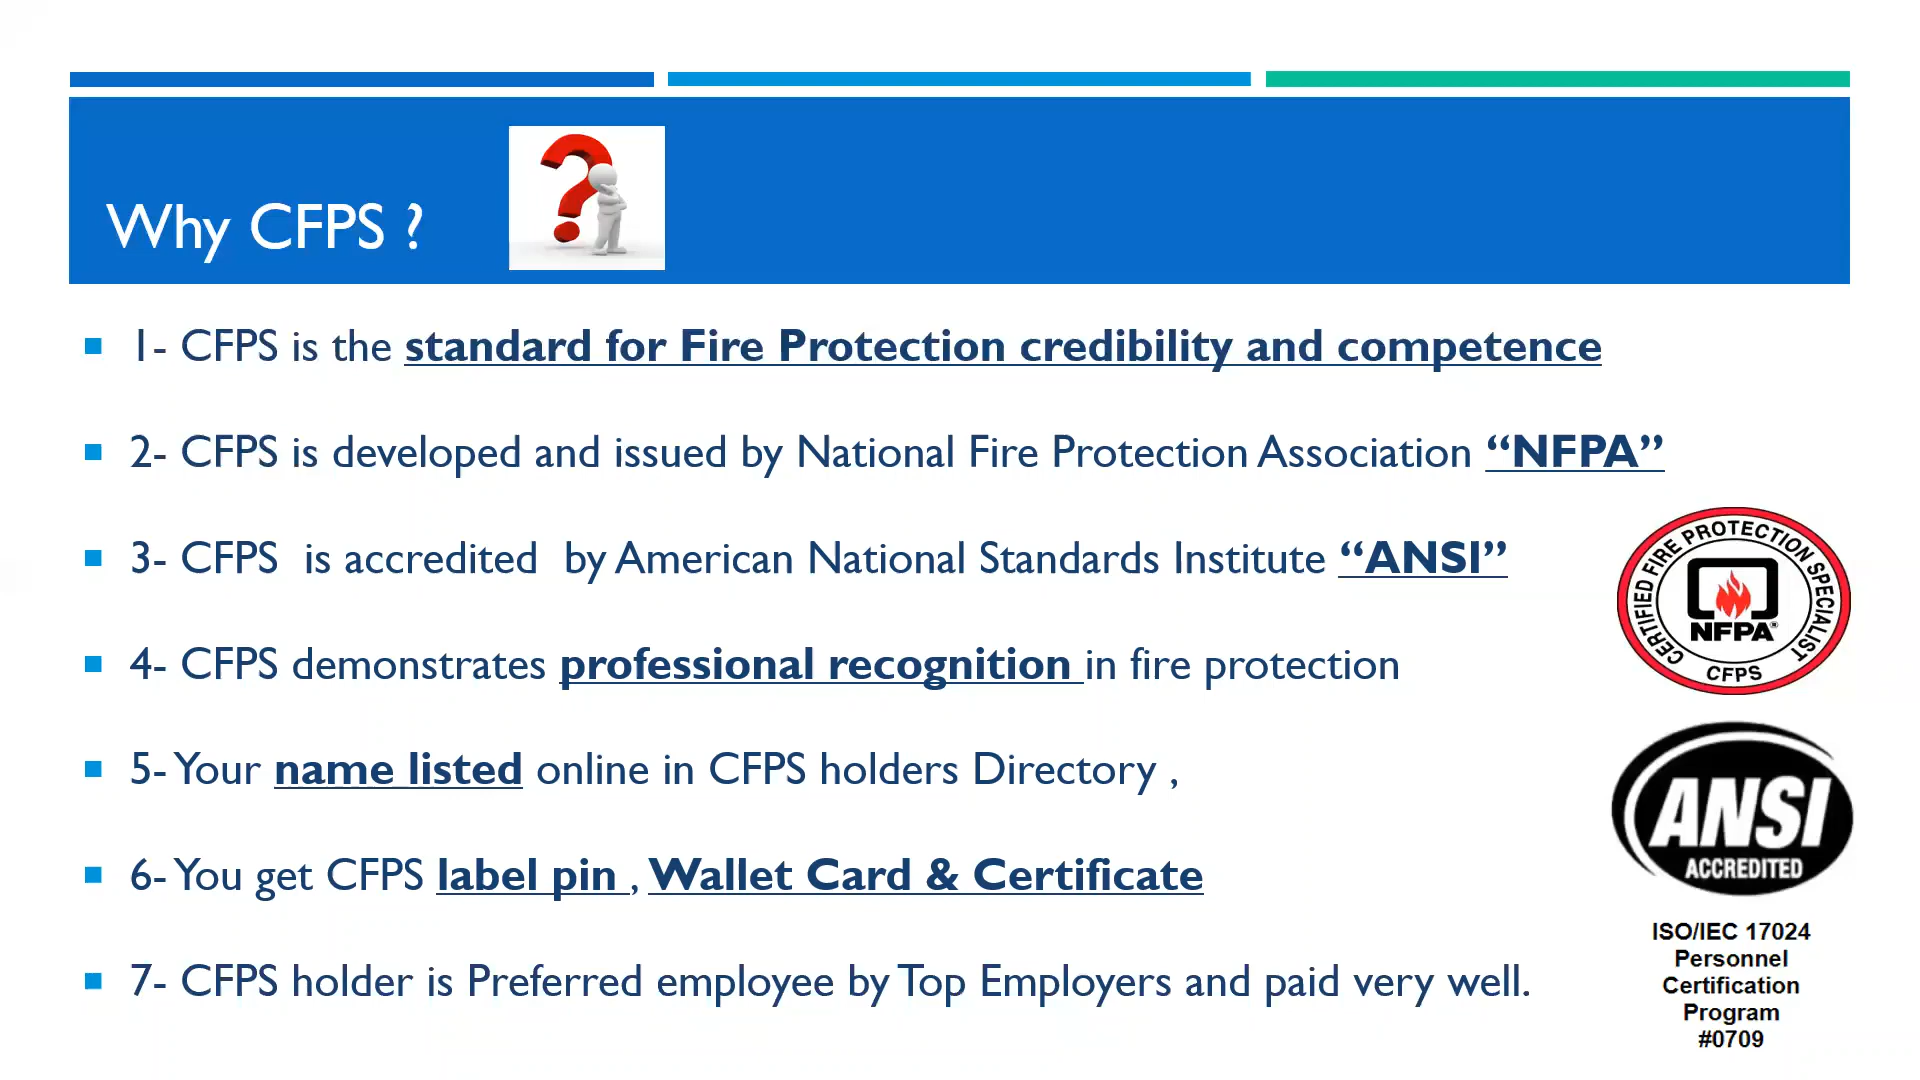 Why CFPS ?
1- CFPS is the standard for Fire Protection credibility and competence
2- CFPS is developed and issued by National Fire Protection Association “NFPA”
3- CFPS is accredited by American National Standards Institute “ANSI”
4- CFPS demonstrates professional recognition in fire protection
5- Your name listed online in CFPS holders Directory ,
6- You get CFPS label pin , Wallet Card & Certificate
7- CFPS holder is Preferred employee by Top Employers and paid very well.
CERTIFIED FIRE PROTECTION SPECIALIST
NFPA®
CFPS
ANSI
ACCREDITED
ISO/IEC 17024
Personnel
Certification
Program
#0709